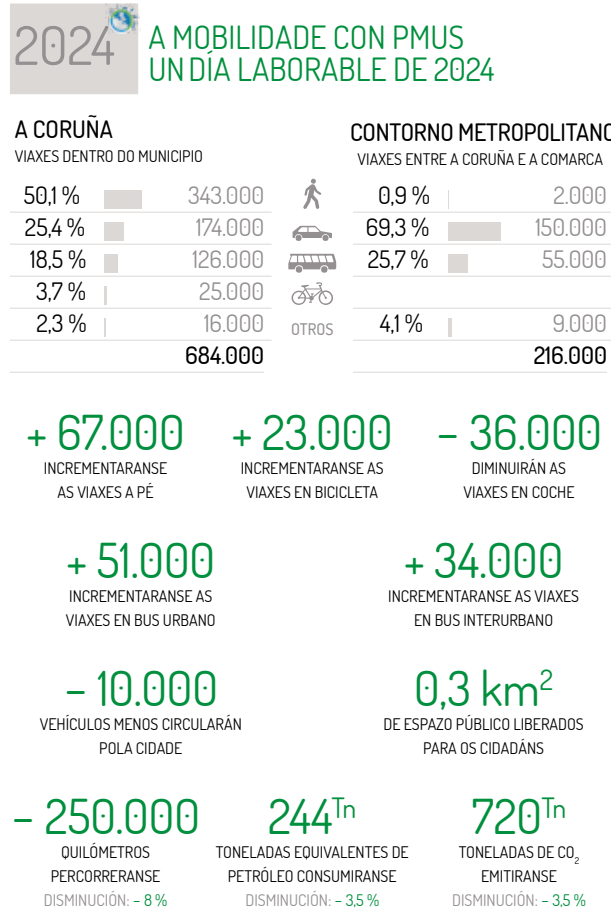 2024
A MOBILIDADE CON PMUS
UN DÍA LABORABLE DE 2024
A CORUÑA
VIAXES DENTRO DO MUNICIPIO
50,1 % 343.000
25,4 % 174.000
18,5 % 126.000
3,7 % 25.000
2,3 % 16.000
684.000
OTROS
CONTORNO METROPOLITANO
VIAXES ENTRE A CORUÑA E A COMARCA
0,9 % 2.000
69,3 % 150.000
25,7 % 55.000
4,1 % 9.000
216.000
+ 67.000
INCREMENTARANSE
AS VIAXES A PÉ
+ 23.000
INCREMENTARANSE AS
VIAXES EN BICICLETA
– 36.000
DIMINUIRÁN AS
VIAXES EN COCHE
+ 51.000
INCREMENTARANSE AS
VIAXES EN BUS URBANO
+ 34.000
INCREMENTARANSE AS VIAXES
EN BUS INTERURBANO
– 10.000
VEHÍCULOS MENOS CIRCULARÁN
POLA CIDADE
0,3 km²
DE ESPAZO PÚBLICO LIBERADOS
PARA OS CIDADÁNS
– 250.000
QUILÓMETROS
PERCORRERANSE
DISMINUCIÓN: – 8 %
244 Tn
TONELADAS EQUIVALENTES DE
PETRÓLEO CONSUMIRANSE
DISMINUCIÓN: – 3,5 %
720 Tn
TONELADAS DE CO₂
EMITIRANSE
DISMINUCIÓN: – 3,5 %